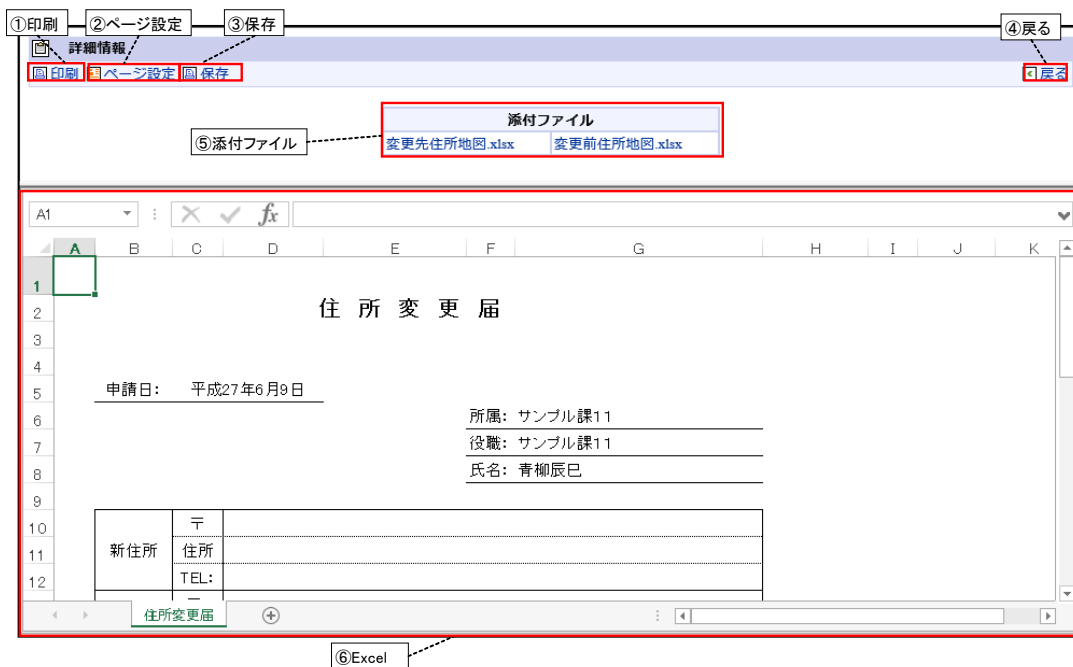 ①印刷 ②ページ設定 ③保存 ④戻る
詳細情報
印刷 ページ設定 保存 戻る
添付ファイル
⑤添付ファイル
変更先住所地図.xlsx 変更前住所地図.xlsx
A1 fx
A B C D E F G H I J K
1
2 住所変更届
3
4
5 申請日: 平成27年6月9日
6 所属: サンプル課11
7 役職: サンプル課11
8 氏名: 青柳辰巳
9
10 〒
11 新住所 住所
12 TEL:
住所変更届
⑥Excel